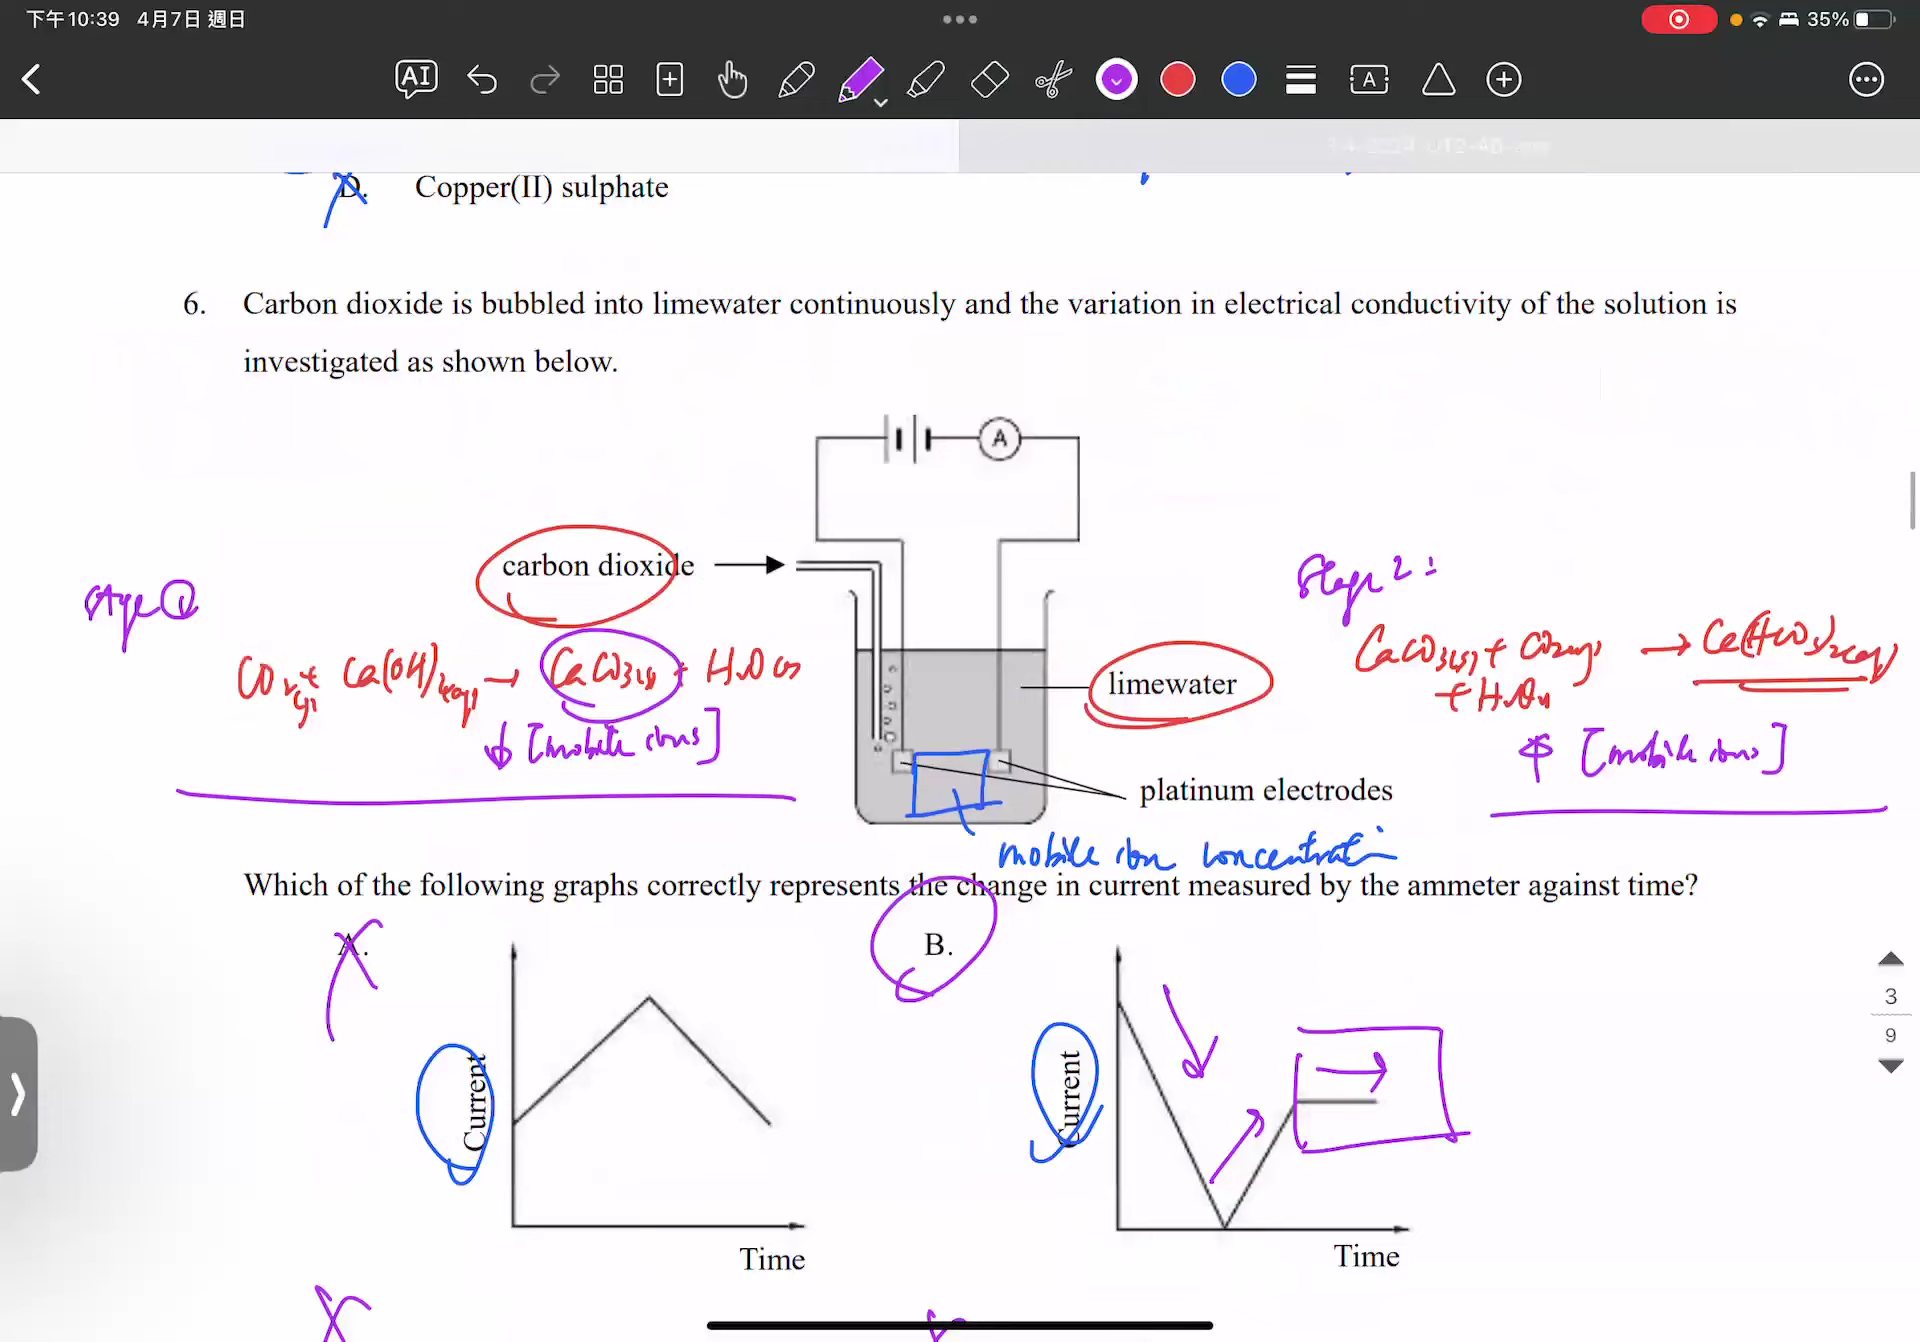 下午10:39 4月7日 週日
35%
AI
A
D. Copper(II) sulphate
6. Carbon dioxide is bubbled into limewater continuously and the variation in electrical conductivity of the solution is
investigated as shown below.
A
carbon dioxide
Stage ①
Stage 2:
CO2(g) + Ca(OH)2(aq) → CaCO3(s) + H2O(l)
↓ [mobile ions]
limewater
CaCO3(s) + CO2(g) → Ca(HCO3)2(aq)
+ H2O(l)
↑ [mobile ions]
platinum electrodes
mobile ion concentration
Which of the following graphs correctly represents the change in current measured by the ammeter against time?
A.
B.
Current
Current
Time
Time
3
9